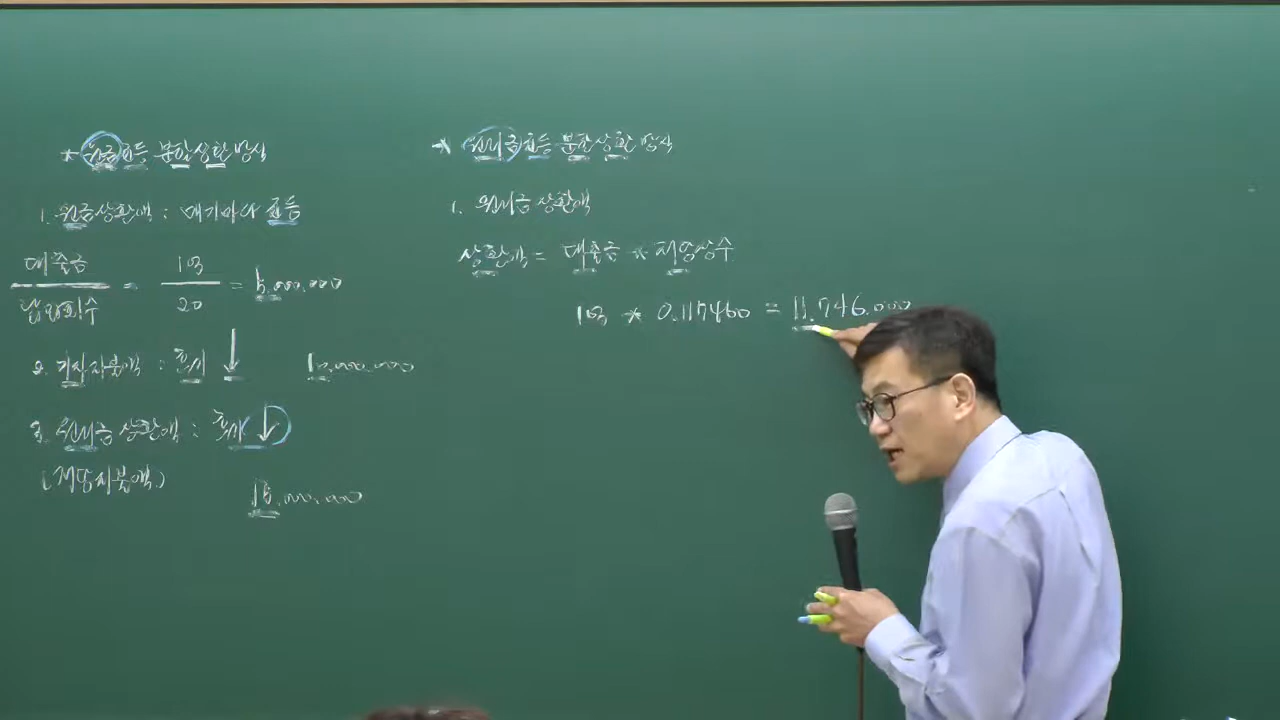 * 원금균등 분할상환 방식
1. 원금상환액 : 매기마다 균등
대출금 / 납입회수 = 1억 / 20 = 5,000,000
2. 이자지불액 : 초기 ↓ 10,000,000
3. 원리금 상환액 : 초기 ↓
(저당지불액)
15,000,000
* 원리금균등 분할상환 방식
1. 원리금 상환액
상환액 = 대출금 * 저당상수
1억 * 0.117460 = 11,746,000